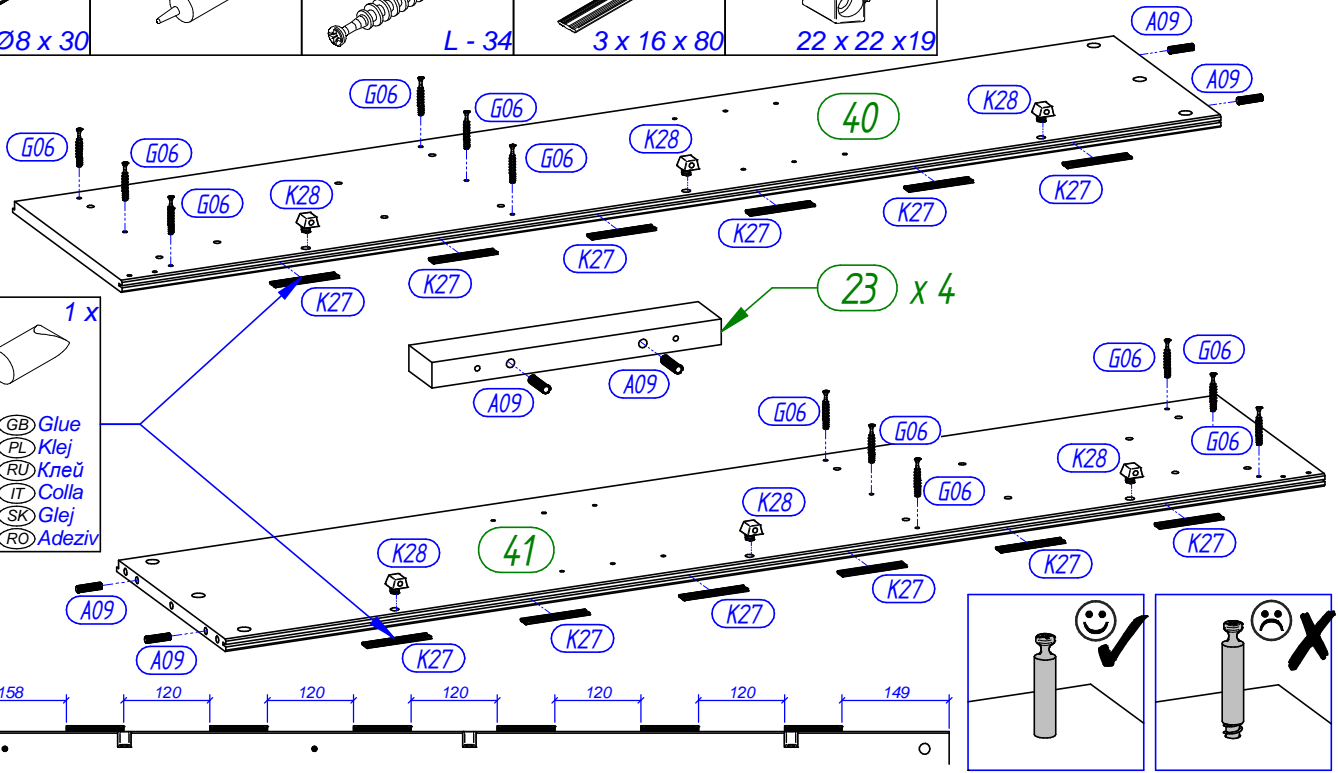 Ø8 x 30
L - 34
3 x 16 x 80
22 x 22 x19
A09
A09
G06
G06
K28
40
G06
G06
G06
K28
G06
K28
K27
K27
K27
K27
K27
K27
23 x 4
1 x
A09
A09
GB Glue
PL Klej
RU Клей
IT Colla
SK Glej
RO Adeziv
G06
G06
G06
G06
G06
K28
G06
K28
41
K28
K27
K27
K27
K27
K27
K27
A09
A09
158
120
120
120
120
120
149